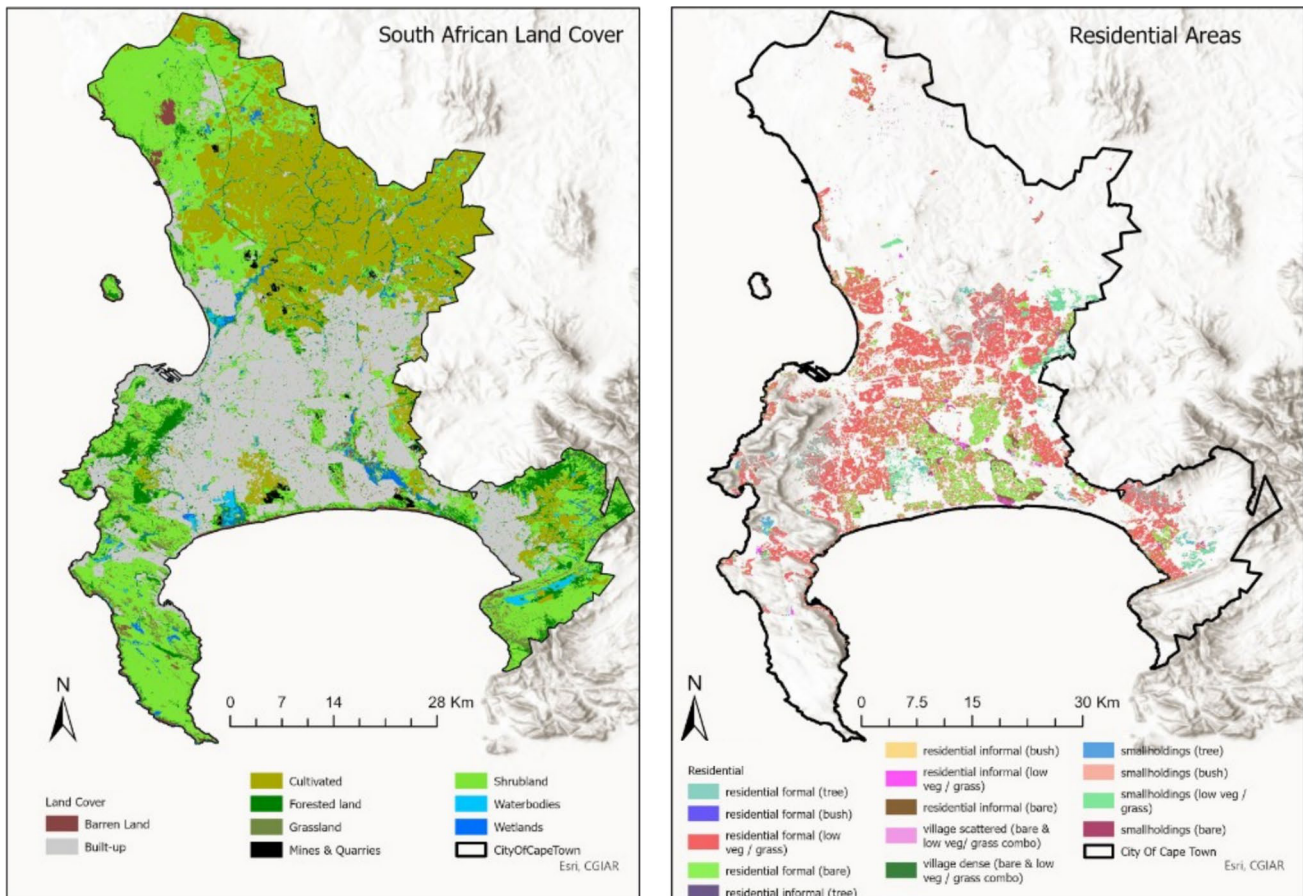 South African Land Cover
N
0 7 14 28 Km
Land Cover
Barren Land
Built-up
Cultivated
Forested land
Grassland
Mines & Quarries
Shrubland
Waterbodies
Wetlands
CityOfCapeTown
Esri, CGIAR
Residential Areas
N
0 7.5 15 30 Km
Residential
residential formal (tree)
residential formal (bush)
residential formal (low
veg / grass)
residential formal (bare)
residential informal (tree)
residential informal (bush)
residential informal (low
veg / grass)
residential informal (bare)
village scattered (bare &
low veg/ grass combo)
village dense (bare & low
veg / grass combo)
smallholdings (tree)
smallholdings (bush)
smallholdings (low veg /
grass)
smallholdings (bare)
City Of Cape Town
Esri, CGIAR